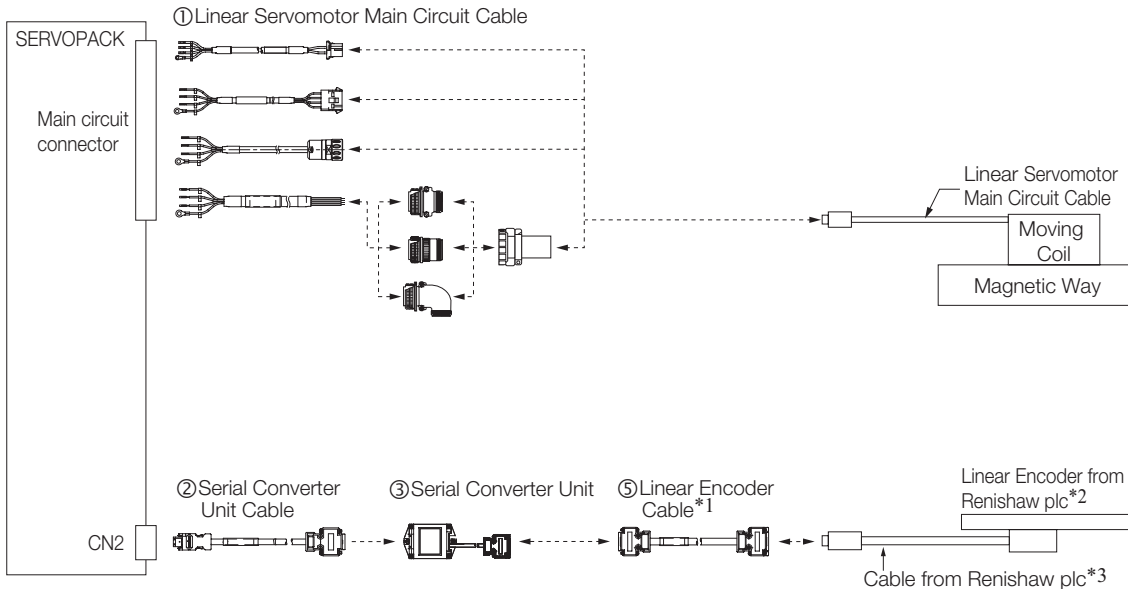 ①Linear Servomotor Main Circuit Cable
SERVOPACK
Main circuit
connector
Linear Servomotor
Main Circuit Cable
Moving
Coil
Magnetic Way
②Serial Converter
Unit Cable
③Serial Converter Unit
⑤Linear Encoder
Cable*1
Linear Encoder from
Renishaw plc*2
CN2
Cable from Renishaw plc*3